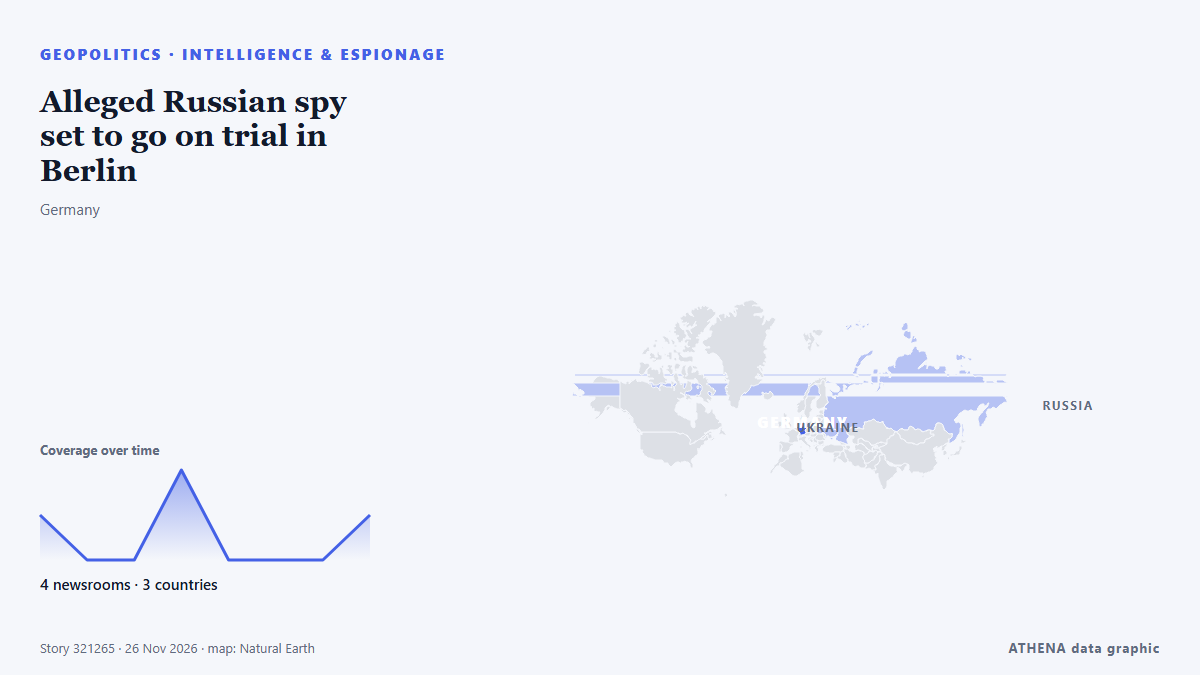 GEOPOLITICS · INTELLIGENCE & ESPIONAGE
Alleged Russian spy
set to go on trial in
Berlin
Germany
RUSSIA
GERMANY
UKRAINE
Coverage over time
4 newsrooms · 3 countries
Story 321265 · 26 Nov 2026 · map: Natural Earth
ATHENA data graphic